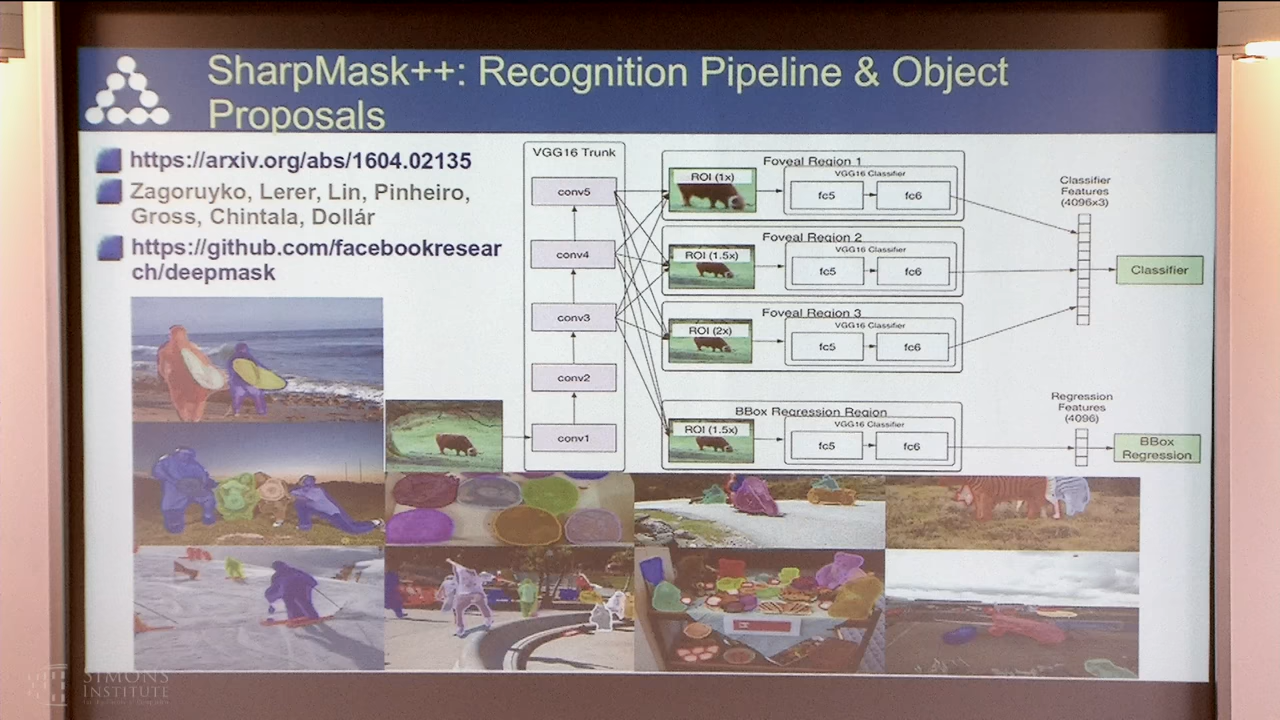 SharpMask++: Recognition Pipeline & Object
Proposals
https://arxiv.org/abs/1604.02135
Zagoruyko, Lerer, Lin, Pinheiro,
Gross, Chintala, Dollár
https://github.com/facebookresear
ch/deepmask
VGG16 Trunk
conv5
conv4
conv3
conv2
conv1
Foveal Region 1
ROI (1x)
VGG16 Classifier
fc5
fc6
Foveal Region 2
ROI (1.5x)
VGG16 Classifier
fc5
fc6
Foveal Region 3
ROI (2x)
VGG16 Classifier
fc5
fc6
BBox Regression Region
ROI (1.5x)
VGG16 Classifier
fc5
fc6
Classifier
Features
(4096x3)
Classifier
Regression
Features
(4096)
BBox
Regression
SIMONS
INSTITUTE